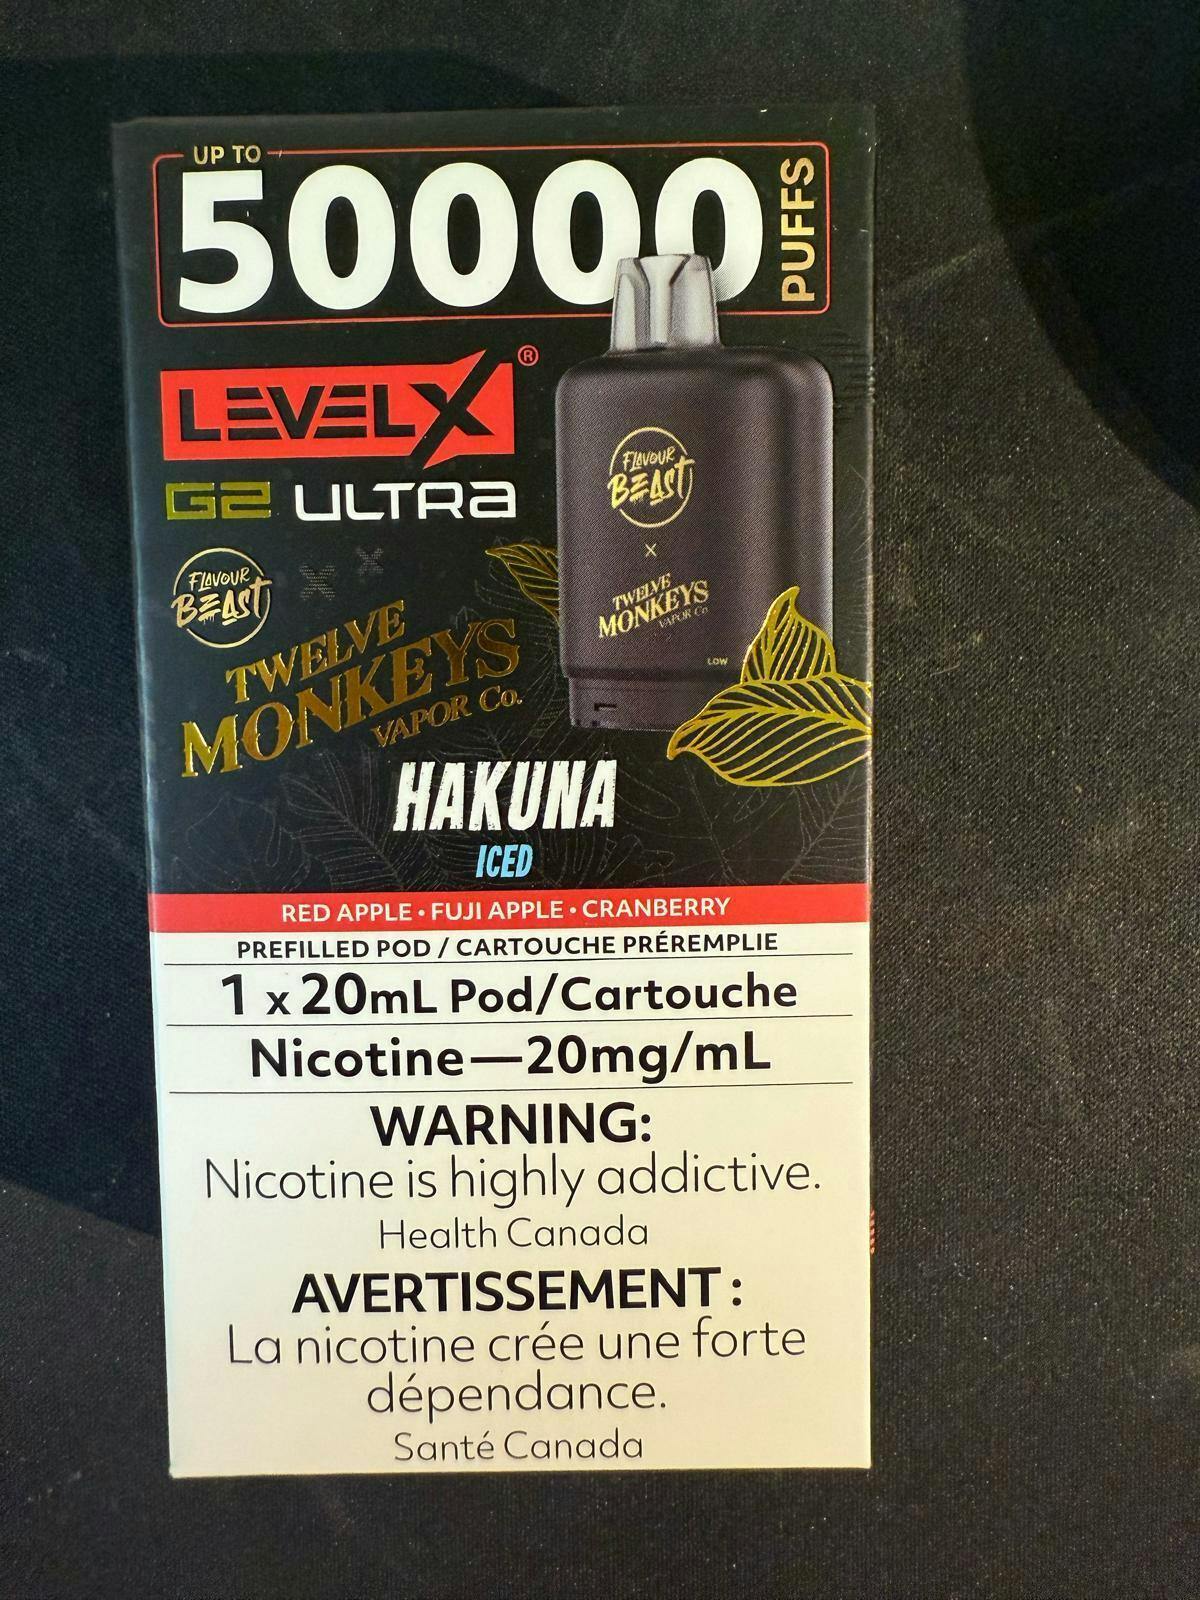 UP TO
50000
PUFFS
LEVELX®
G2 ULTRA
FLAVOUR
BEAST
X
TWELVE
MONKEYS
VAPOR Co.
FLAVOUR
BEAST
X
TWELVE
MONKEYS
VAPOR Co.
LOW
HAKUNA
ICED
RED APPLE • FUJI APPLE • CRANBERRY
PREFILLED POD / CARTOUCHE PRÉREMPLIE
1 x 20mL Pod/Cartouche
Nicotine—20mg/mL
WARNING:
Nicotine is highly addictive.
Health Canada
AVERTISSEMENT :
La nicotine crée une forte
dépendance.
Santé Canada